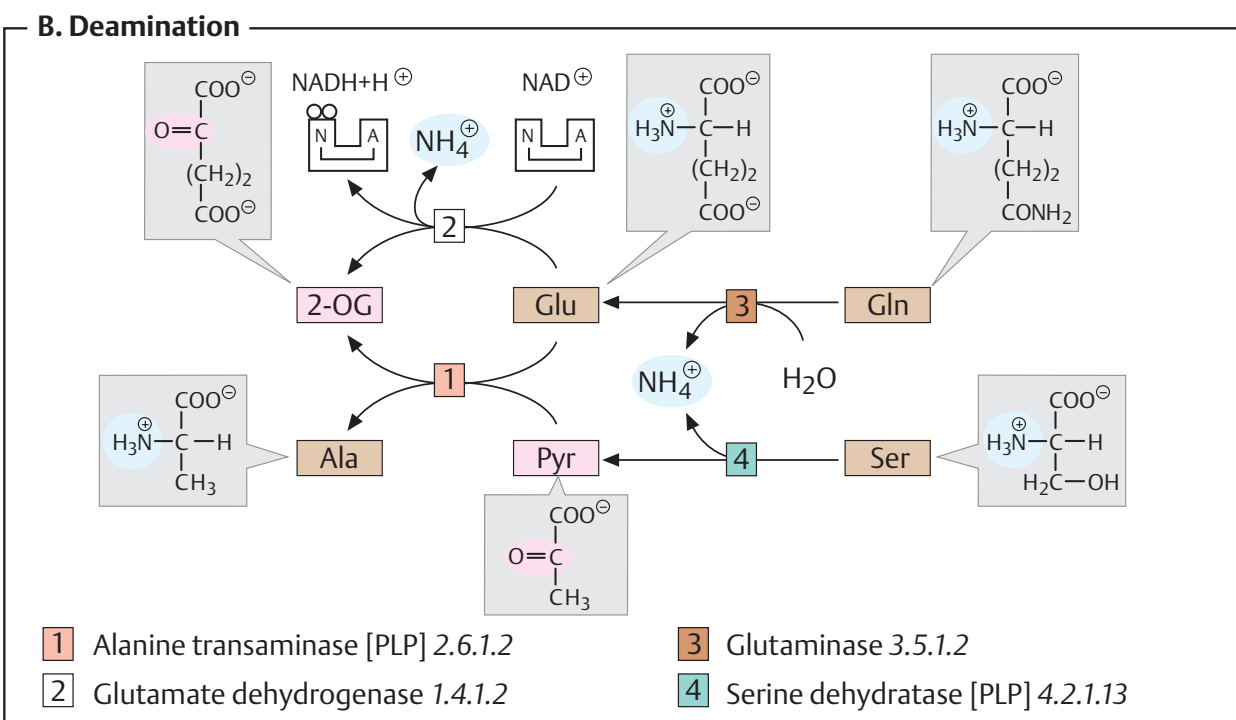 B. Deamination
COO⊖
O=C
(CH₂)₂
COO⊖
NADH+H⊕
N A
NH₄⊕
NAD⊕
N A
COO⊖
H₃N⊕—C—H
(CH₂)₂
COO⊖
COO⊖
H₃N⊕—C—H
(CH₂)₂
CONH₂
2
2-OG
Glu
3
Gln
1
NH₄⊕
H₂O
COO⊖
H₃N⊕—C—H
CH₃
Ala
Pyr
4
Ser
COO⊖
H₃N⊕—C—H
H₂C—OH
COO⊖
O=C
CH₃
1 Alanine transaminase [PLP] 2.6.1.2
2 Glutamate dehydrogenase 1.4.1.2
3 Glutaminase 3.5.1.2
4 Serine dehydratase [PLP] 4.2.1.13